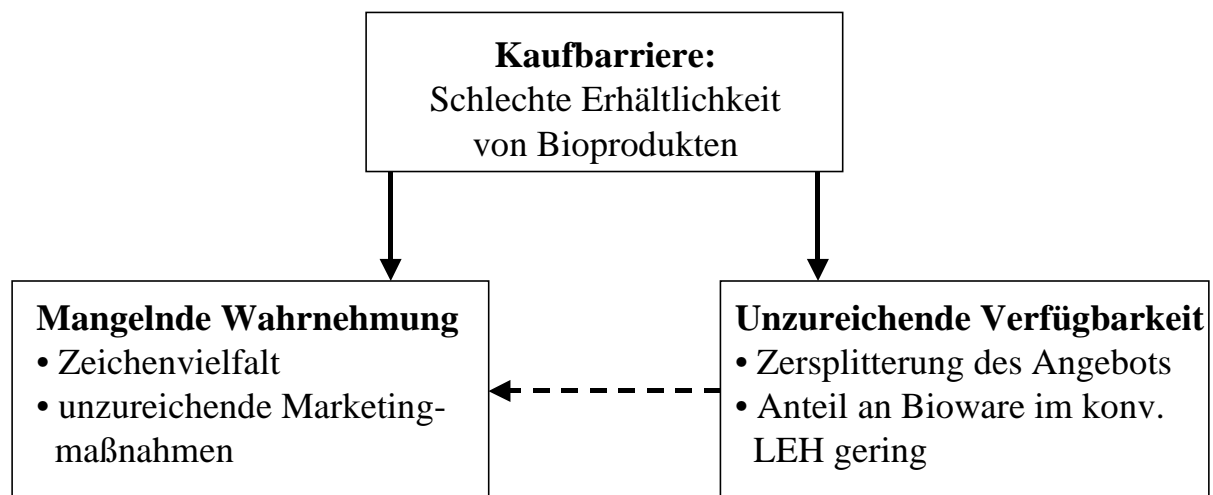 Kaufbarriere:
Schlechte Erhältlichkeit
von Bioprodukten
Mangelnde Wahrnehmung
• Zeichenvielfalt
• unzureichende Marketing-
maßnahmen
Unzureichende Verfügbarkeit
• Zersplitterung des Angebots
• Anteil an Bioware im konv.
LEH gering